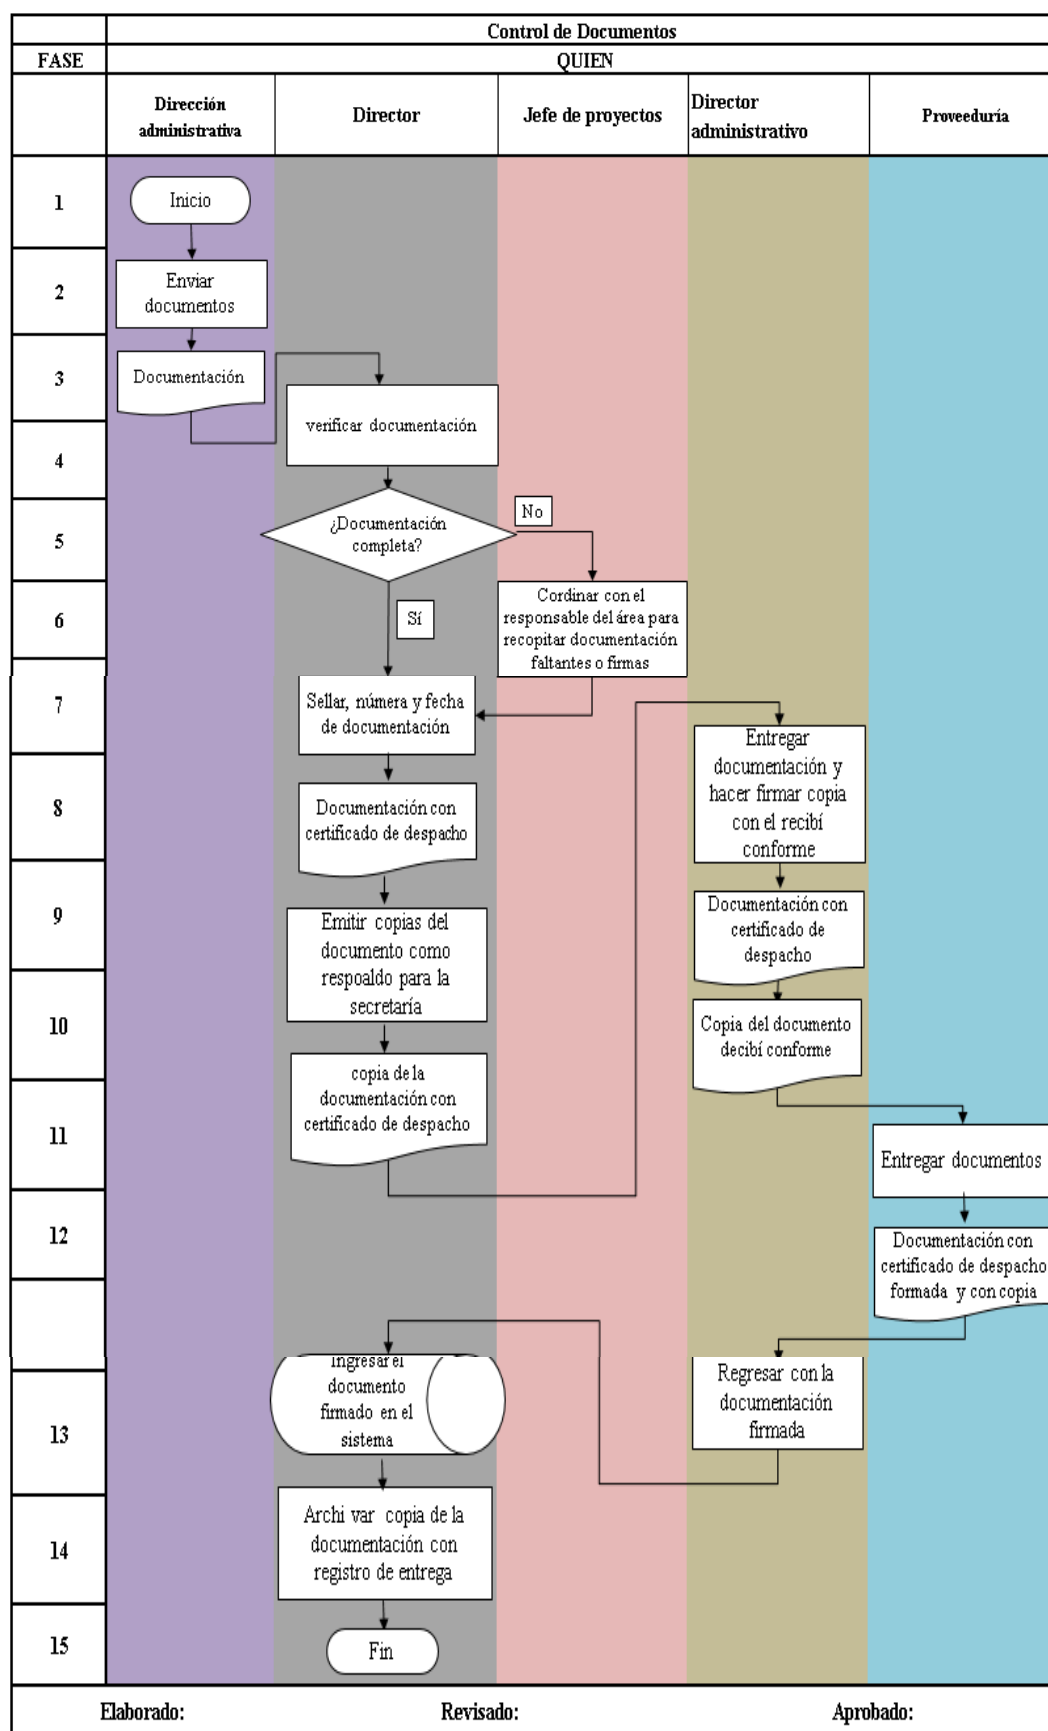 Control de Documentos
FASE
QUIEN
Dirección
administrativa
Director
Jefe de proyectos
Director
administrativo
Proveeduría
1
Inicio
2
Enviar
documentos
3
Documentación
verificar documentación
4
5
¿Documentación
completa?
No
6
Sí
Cordinar con el
responsable del área para
recopitar documentación
faltantes o firmas
7
Sellar, número y fecha
de documentación
Entregar
documentación y
hacer firmar copia
con el recibí
conforme
8
Documentación con
certificado de despacho
9
Emitir copias del
documento como
respoaldo para la
secretaría
Documentación con
certificado de
despacho
10
Copia del documento
decibí conforme
copia de la
documentación con
certificado de despacho
11
Entregar documentos
12
Documentación con
certificado de despacho
formada y con copia
Ingresar el
documento
firmado en el
sistema
Regresar con la
documentación
firmada
13
14
Archi var copia de la
documentación con
registro de entrega
15
Fin
Elaborado:
Revisado:
Aprobado: